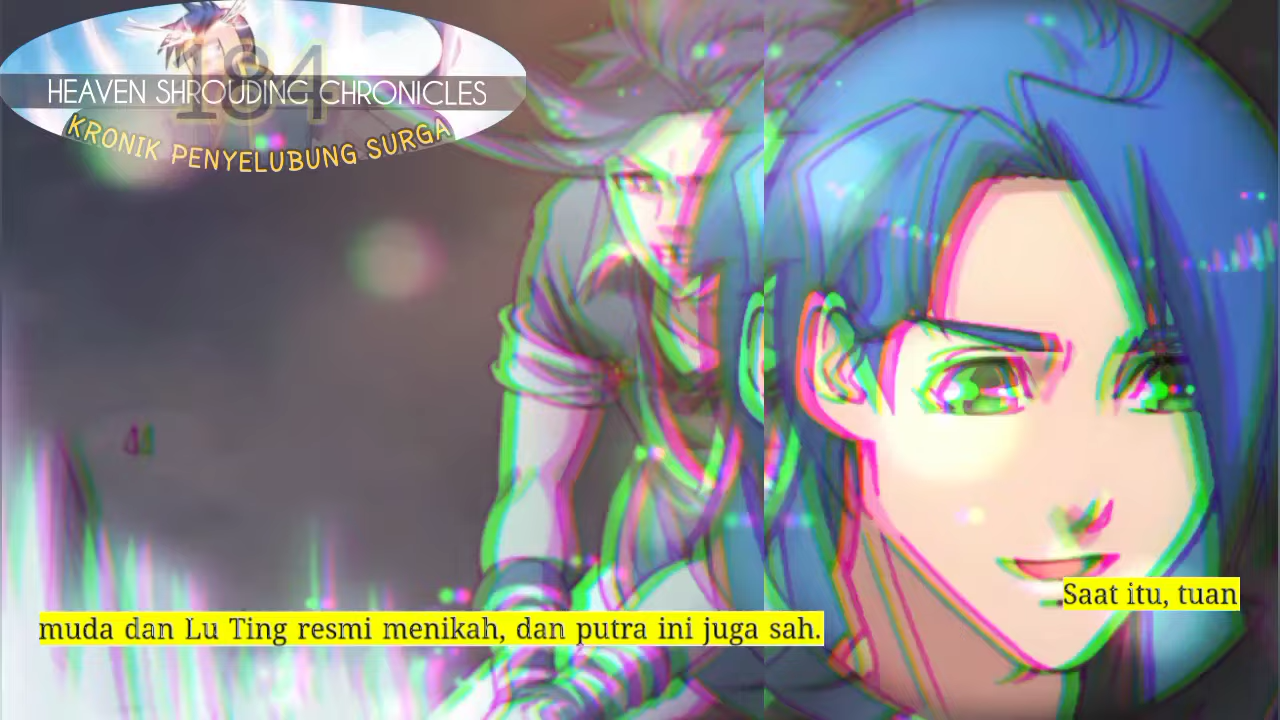 184
HEAVEN SHROUDING CHRONICLES
KRONIK PENYELUBUNG SURGA
Saat itu, tuan
muda dan Lu Ting resmi menikah, dan putra ini juga sah.